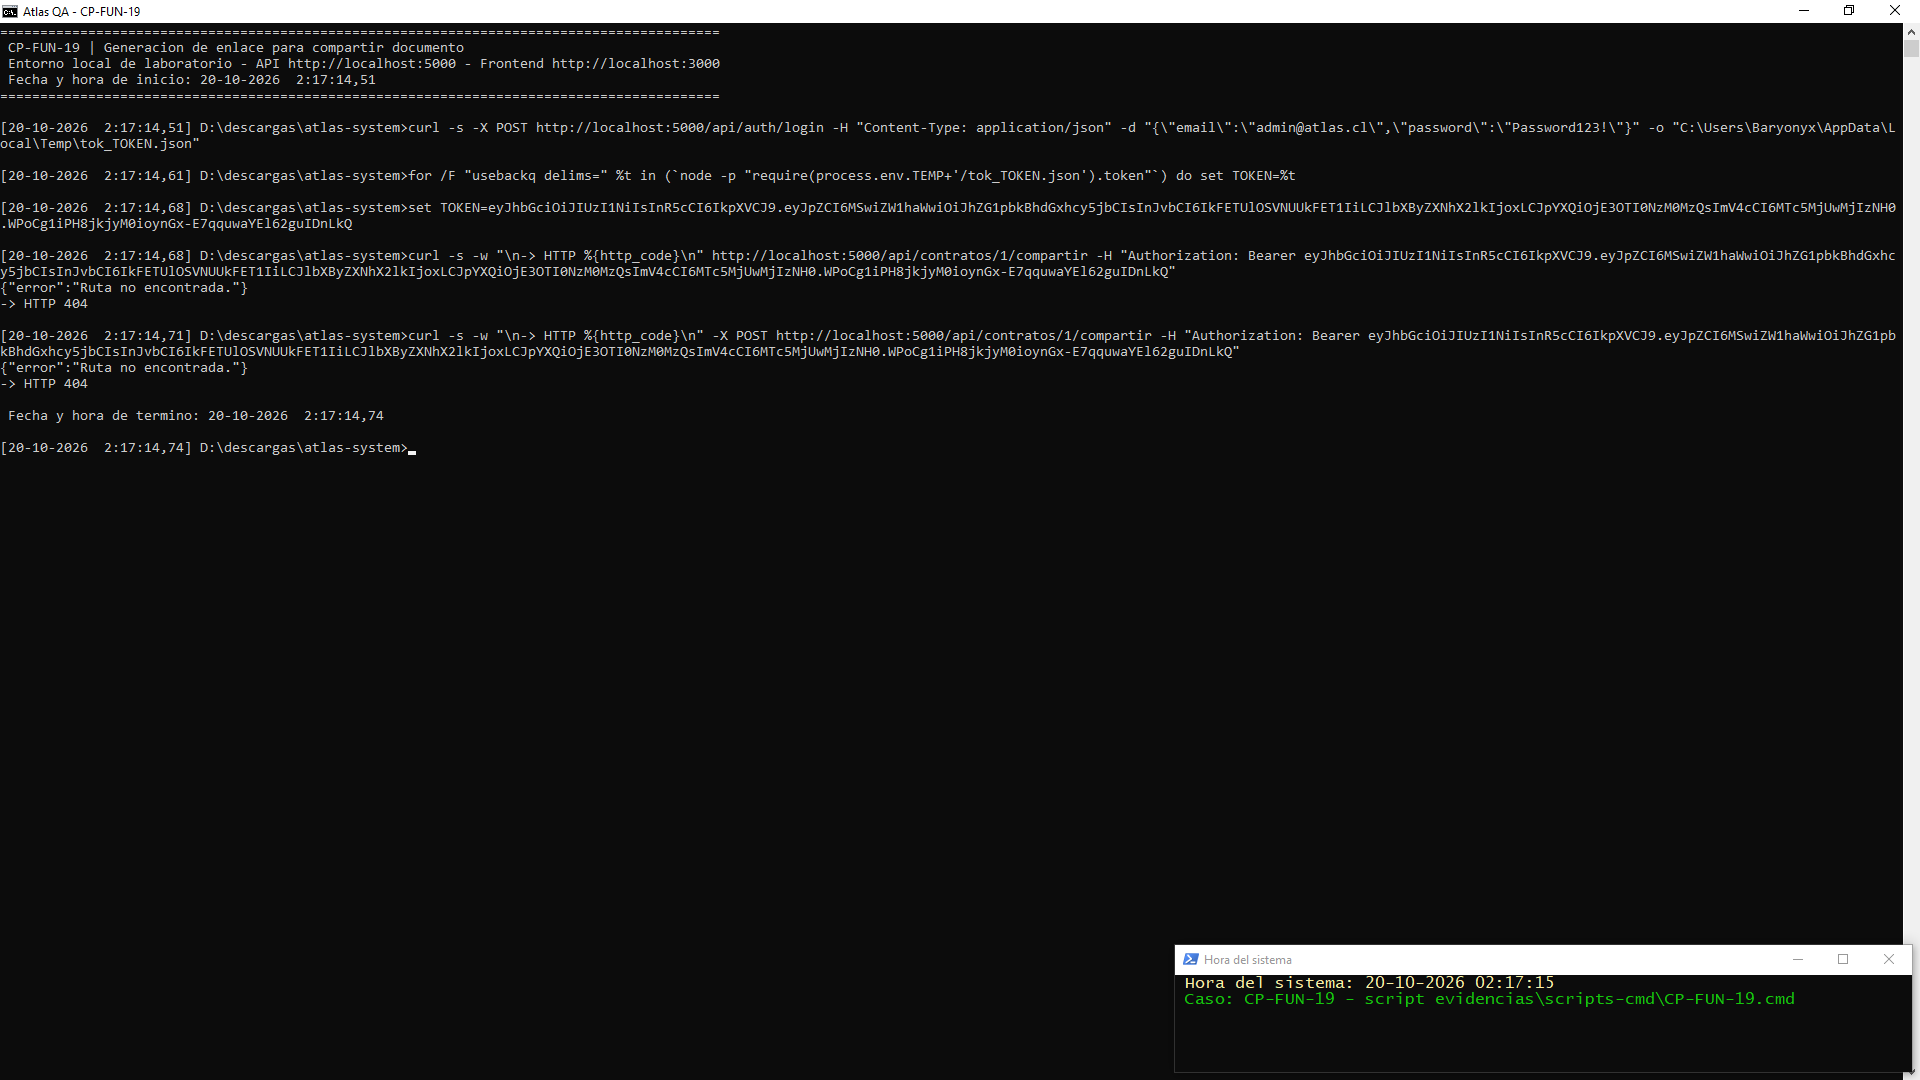 Atlas QA - CP-FUN-19
==========================================================================================
CP-FUN-19 | Generacion de enlace para compartir documento
Entorno local de laboratorio - API http://localhost:5000 - Frontend http://localhost:3000
Fecha y hora de inicio: 20-10-2026  2:17:14,51
==========================================================================================
[20-10-2026  2:17:14,51] D:\descargas\atlas-system>curl -s -X POST http://localhost:5000/api/auth/login -H "Content-Type: application/json" -d "{\"email\":\"admin@atlas.cl\",\"password\":\"Password123!\"}" -o "C:\Users\Baryonyx\AppData\L
ocal\Temp\tok_TOKEN.json"
[20-10-2026  2:17:14,61] D:\descargas\atlas-system>for /F "usebackq delims=" %t in (`node -p "require(process.env.TEMP+'/tok_TOKEN.json').token"`) do set TOKEN=%t
[20-10-2026  2:17:14,68] D:\descargas\atlas-system>set TOKEN=eyJhbGciOiJIUzI1NiIsInR5cCI6IkpXVCJ9.eyJpZCI6MSwiZW1haWwiOiJhZG1pbkBhdGxhcy5jbCIsInJvbCI6IkFETUlOSVNUUkFET1IiLCJlbXByZXNhX2lkIjoxLCJpYXQiOjE3OTI0NzM0MzQsImV4cCI6MTc5MjUwMjIzNH0
.WPoCg1iPH8jkjyM0ioynGx-E7qquwaYEl62guIDnLkQ
[20-10-2026  2:17:14,68] D:\descargas\atlas-system>curl -s -w "\n-> HTTP %{http_code}\n" http://localhost:5000/api/contratos/1/compartir -H "Authorization: Bearer eyJhbGciOiJIUzI1NiIsInR5cCI6IkpXVCJ9.eyJpZCI6MSwiZW1haWwiOiJhZG1pbkBhdGxhc
y5jbCIsInJvbCI6IkFETUlOSVNUUkFET1IiLCJlbXByZXNhX2lkIjoxLCJpYXQiOjE3OTI0NzM0MzQsImV4cCI6MTc5MjUwMjIzNH0.WPoCg1iPH8jkjyM0ioynGx-E7qquwaYEl62guIDnLkQ"
{"error":"Ruta no encontrada."}
-> HTTP 404
[20-10-2026  2:17:14,71] D:\descargas\atlas-system>curl -s -w "\n-> HTTP %{http_code}\n" -X POST http://localhost:5000/api/contratos/1/compartir -H "Authorization: Bearer eyJhbGciOiJIUzI1NiIsInR5cCI6IkpXVCJ9.eyJpZCI6MSwiZW1haWwiOiJhZG1pb
kBhdGxhcy5jbCIsInJvbCI6IkFETUlOSVNUUkFET1IiLCJlbXByZXNhX2lkIjoxLCJpYXQiOjE3OTI0NzM0MzQsImV4cCI6MTc5MjUwMjIzNH0.WPoCg1iPH8jkjyM0ioynGx-E7qquwaYEl62guIDnLkQ"
{"error":"Ruta no encontrada."}
-> HTTP 404
Fecha y hora de termino: 20-10-2026  2:17:14,74
[20-10-2026  2:17:14,74] D:\descargas\atlas-system>
Hora del sistema
Hora del sistema: 20-10-2026 02:17:15
Caso: CP-FUN-19 - script evidencias\scripts-cmd\CP-FUN-19.cmd